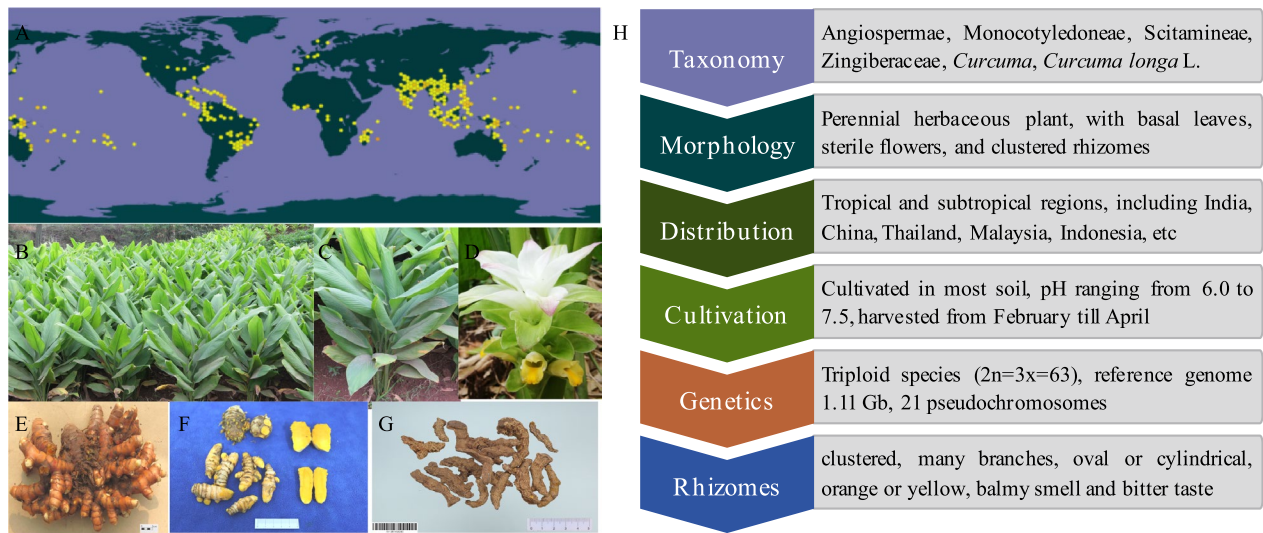 A
B
C
D
E
F
G
H
Taxonomy
Angiospermae, Monocotyledoneae, Scitamineae,
Zingiberaceae, Curcuma, Curcuma longa L.
Morphology
Perennial herbaceous plant, with basal leaves,
sterile flowers, and clustered rhizomes
Distribution
Tropical and subtropical regions, including India,
China, Thailand, Malaysia, Indonesia, etc
Cultivation
Cultivated in most soil, pH ranging from 6.0 to
7.5, harvested from February till April
Genetics
Triploid species (2n=3x=63), reference genome
1.11 Gb, 21 pseudochromosomes
Rhizomes
clustered, many branches, oval or cylindrical,
orange or yellow, balmy smell and bitter taste